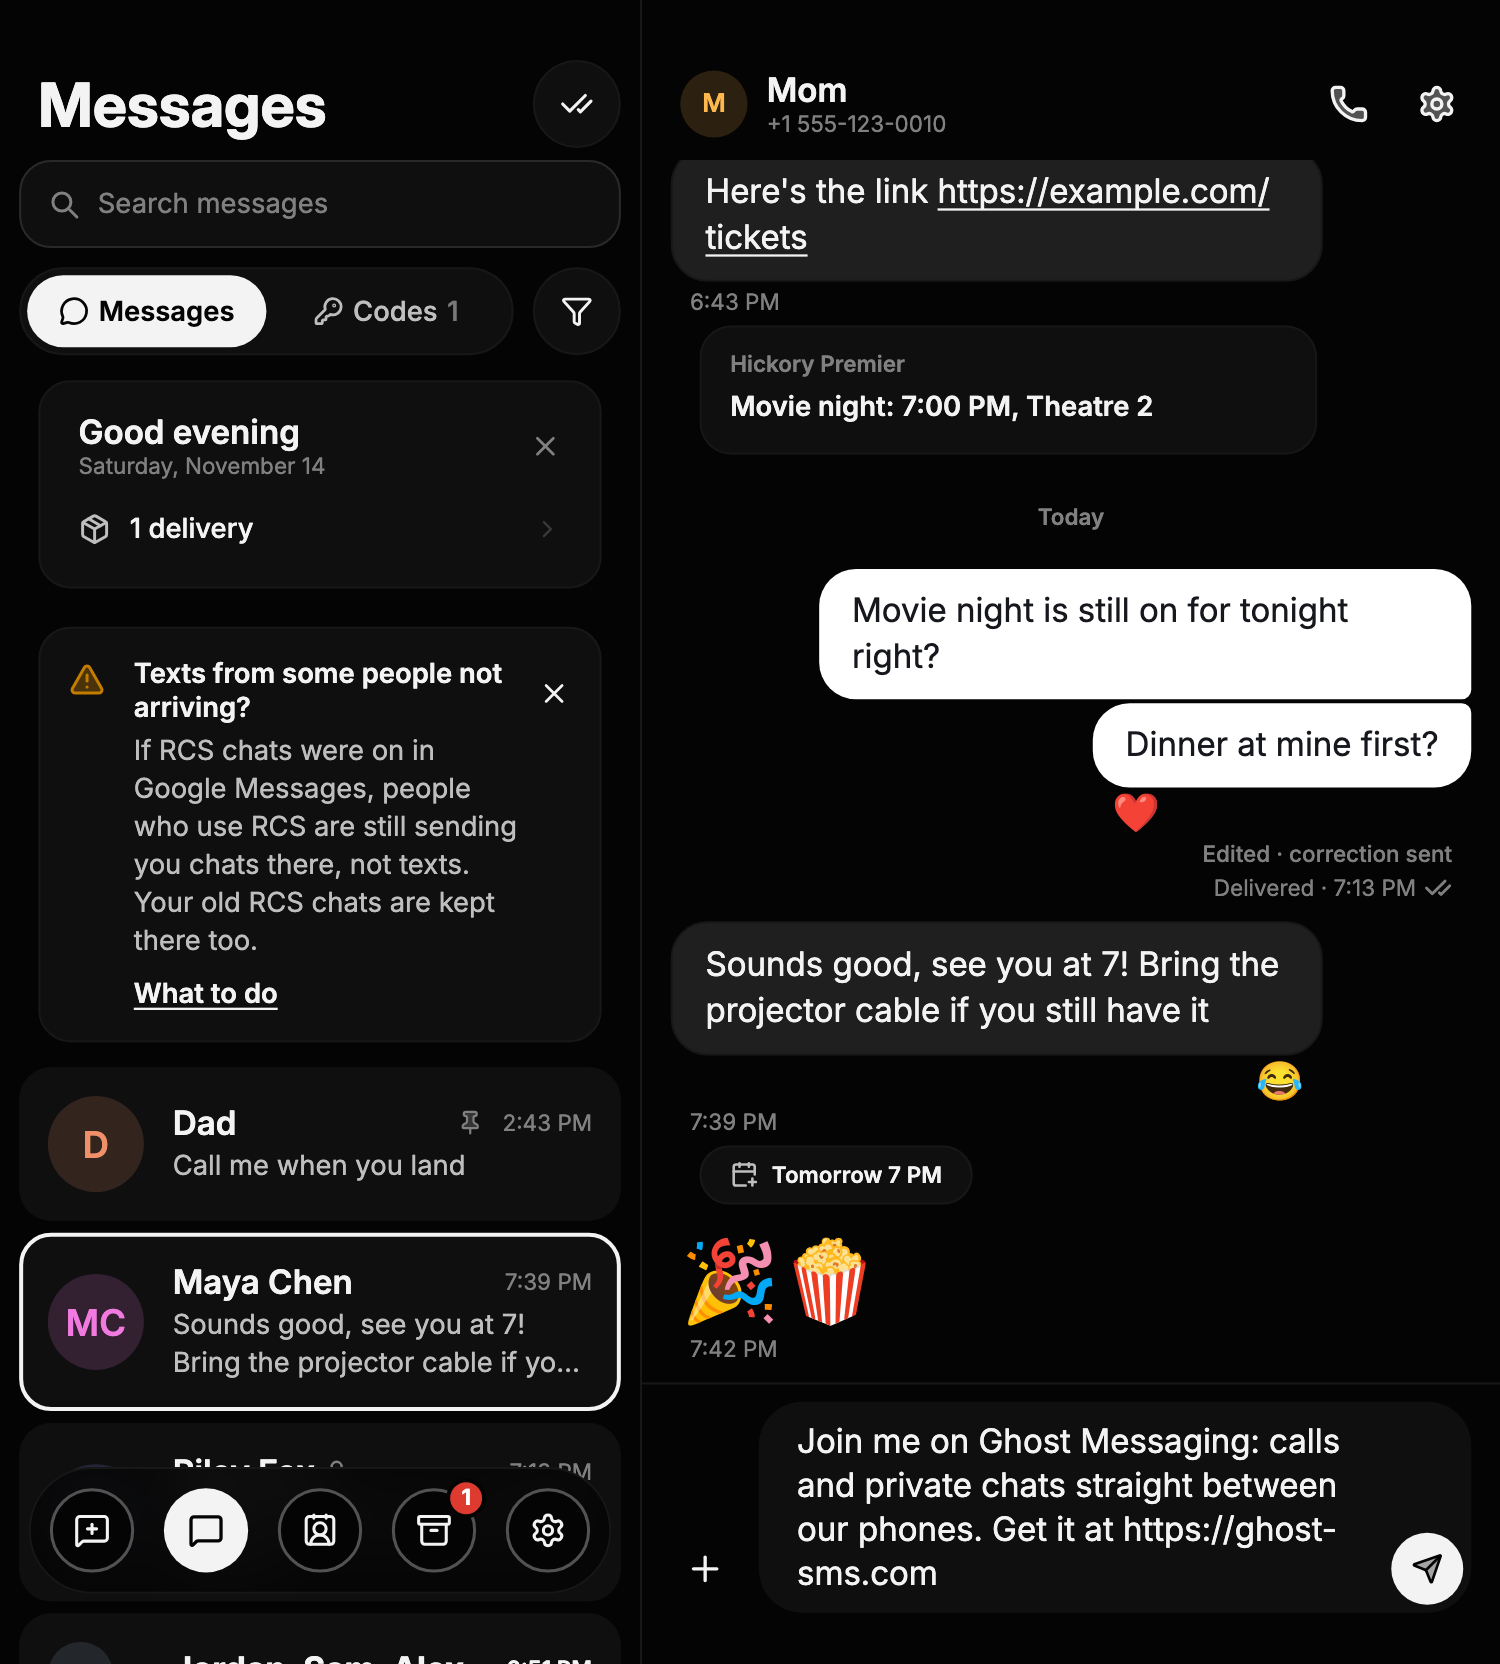 Messages
Search messages
Messages
Codes 1
Good evening
Saturday, November 14
1 delivery
Texts from some people not
arriving?
If RCS chats were on in
Google Messages, people
who use RCS are still sending
you chats there, not texts.
Your old RCS chats are kept
there too.
What to do
D
Dad
2:43 PM
Call me when you land
MC
Maya Chen
7:39 PM
Sounds good, see you at 7!
Bring the projector cable if yo...
1
M
Mom
+1 555-123-0010
Here's the link https://example.com/
tickets
6:43 PM
Hickory Premier
Movie night: 7:00 PM, Theatre 2
Today
Movie night is still on for tonight
right?
Dinner at mine first?
❤️
Edited · correction sent
Delivered · 7:13 PM
Sounds good, see you at 7! Bring the
projector cable if you still have it
😂
7:39 PM
Tomorrow 7 PM
🎉🍿
7:42 PM
Join me on Ghost Messaging: calls
and private chats straight between
our phones. Get it at https://ghost-
sms.com